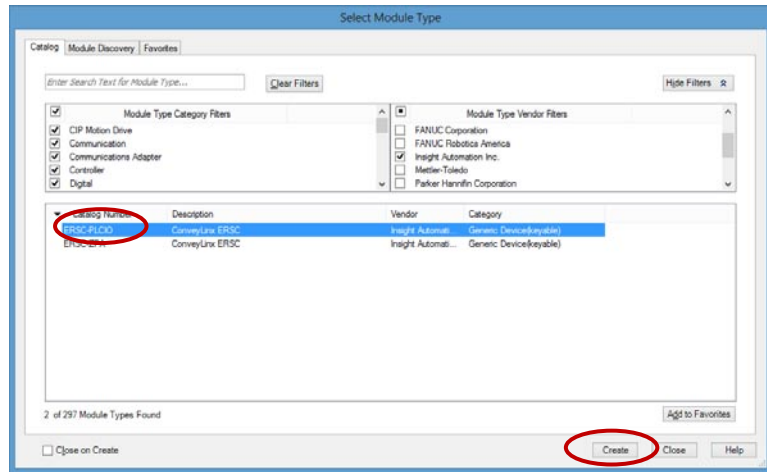 Select Module Type
Catalog Module Discovery Favorites
Enter Search Text for Module Type... Clear Filters Hide Filters
Module Type Category Filters Module Type Vendor Filters
CIP Motion Drive FANUC Corporation
Communication FANUC Robotics America
Communications Adapter Insight Automation Inc.
Controller Mettler-Toledo
Digital Parker Hannifin Corporation
Catalog Number Description Vendor Category
ERSC-PLCIO ConveyLinx ERSC Insight Automati... Generic Device(keyable)
ERSC-ZPA ConveyLinx ERSC Insight Automati... Generic Device(keyable)
2 of 297 Module Types Found Add to Favorites
Close on Create Create Close Help